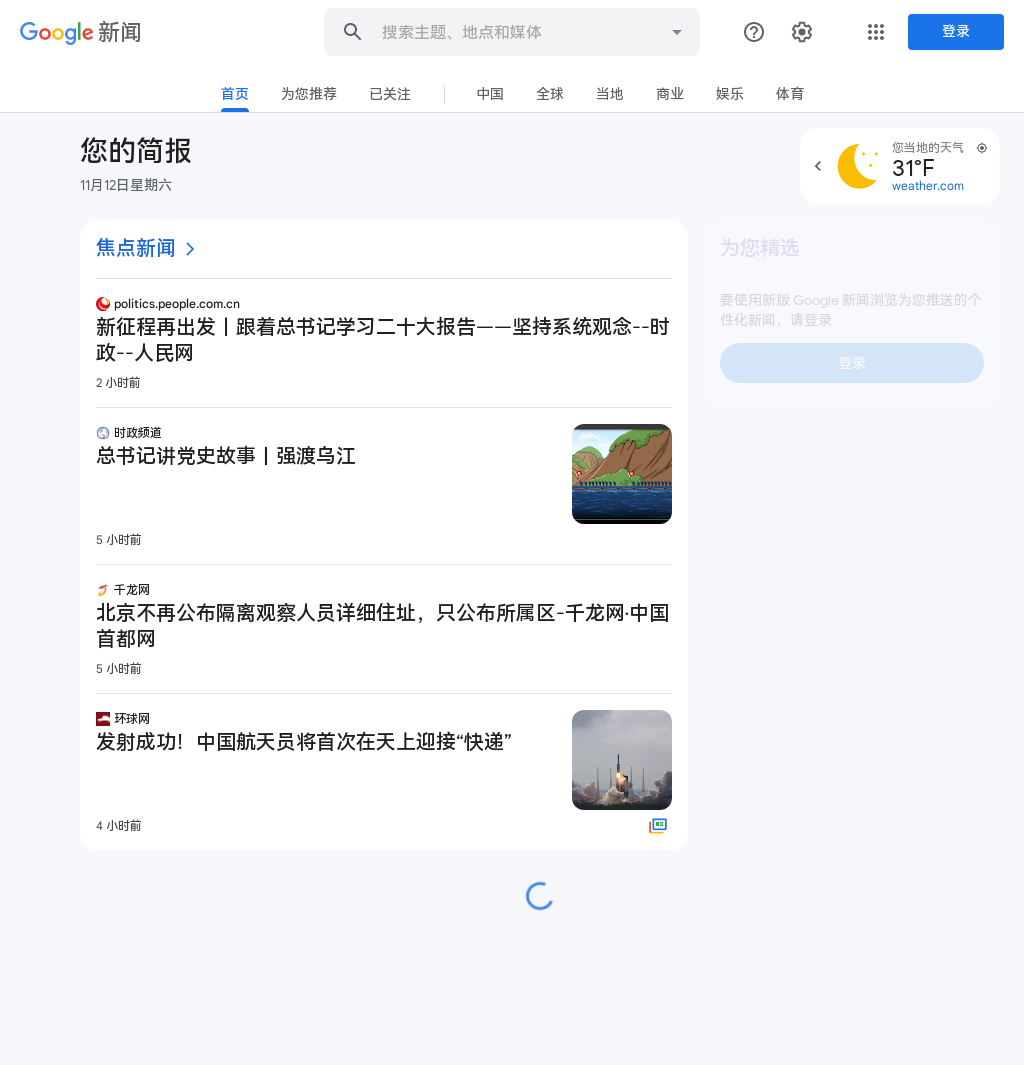 Google 新闻
搜索主题、地点和媒体
登录
首页
为您推荐
已关注
中国
全球
当地
商业
娱乐
体育
您的简报
11月12日星期六
您当地的天气
31°F
weather.com
焦点新闻
politics.people.com.cn
新征程再出发丨跟着总书记学习二十大报告——坚持系统观念--时
政--人民网
2 小时前
时政频道
总书记讲党史故事丨强渡乌江
5 小时前
千龙网
北京不再公布隔离观察人员详细住址，只公布所属区-千龙网·中国
首都网
5 小时前
环球网
发射成功！中国航天员将首次在天上迎接“快递”
4 小时前
为您精选
要使用新版 Google 新闻浏览为您推送的个
性化新闻，请登录
登录